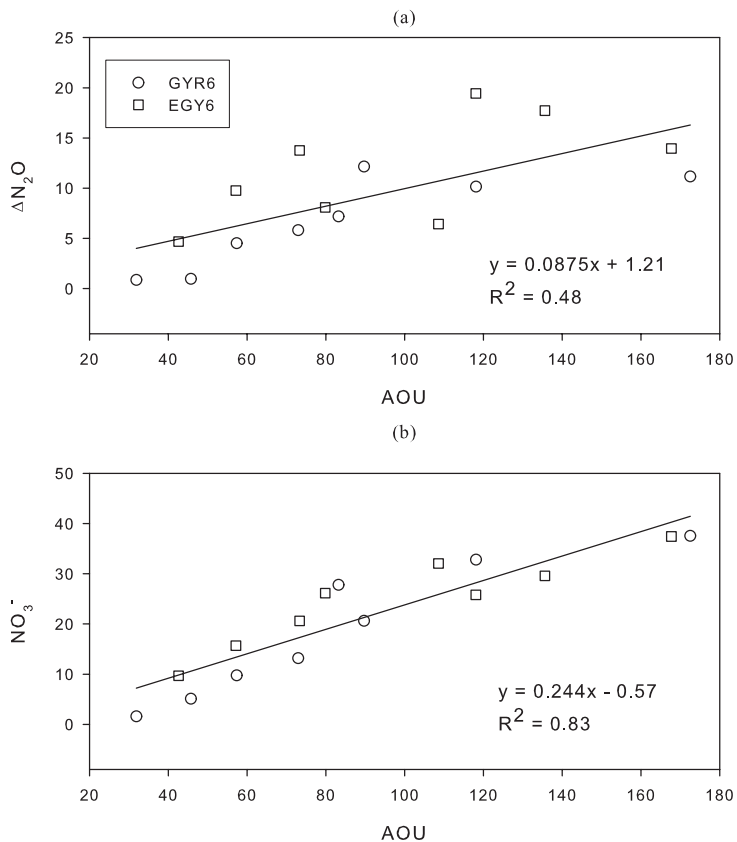 (a)
25
20
15
10
5
0
ΔN₂O
GYR6
EGY6
y = 0.0875x + 1.21
R² = 0.48
20 40 60 80 100 120 140 160 180
AOU
(b)
50
40
30
20
10
0
NO₃⁻
y = 0.244x - 0.57
R² = 0.83
20 40 60 80 100 120 140 160 180
AOU